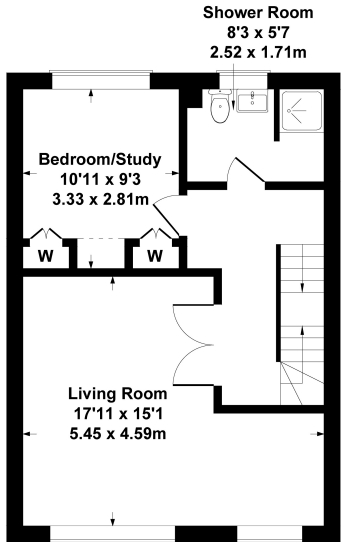 Shower Room
8'3 x 5'7
2.52 x 1.71m
Bedroom/Study
10'11 x 9'3
3.33 x 2.81m
W
W
Living Room
17'11 x 15'1
5.45 x 4.59m